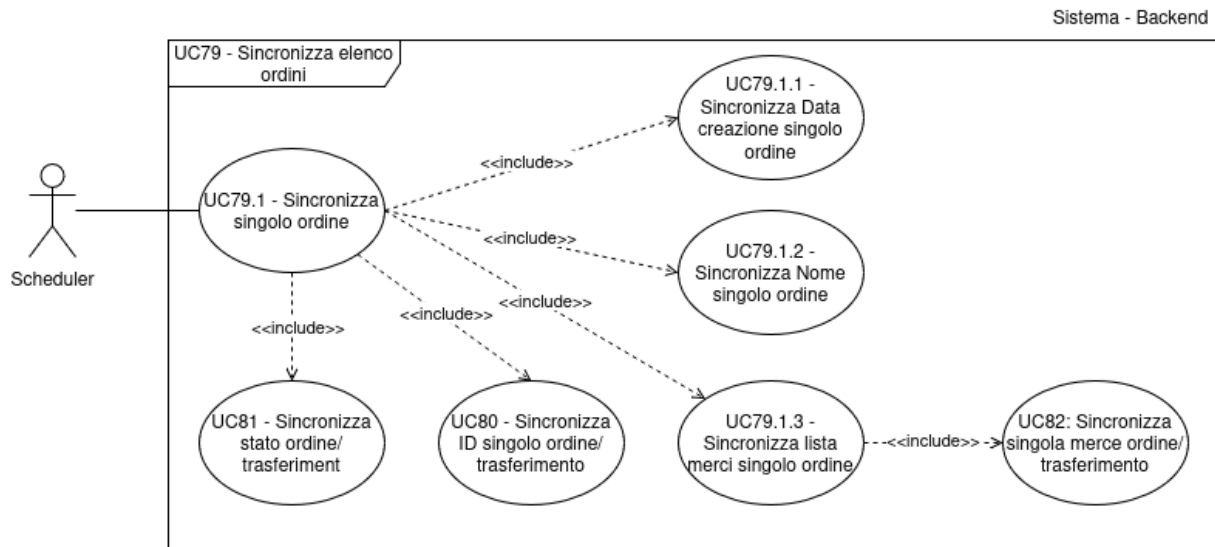 Sistema - Backend
UC79 - Sincronizza elenco
ordini
UC79.1.1 -
Sincronizza Data
creazione singolo
ordine
<<include>>
UC79.1 - Sincronizza
singolo ordine
Scheduler
<<include>>
UC79.1.2 -
Sincronizza Nome
singolo ordine
<<include>>
<<include>>
<<include>>
UC81 - Sincronizza
stato ordine/
trasferiment
UC80 - Sincronizza
ID singolo ordine/
trasferimento
UC79.1.3 -
Sincronizza lista
merci singolo ordine
<<include>>
UC82: Sincronizza
singola merce ordine/
trasferimento